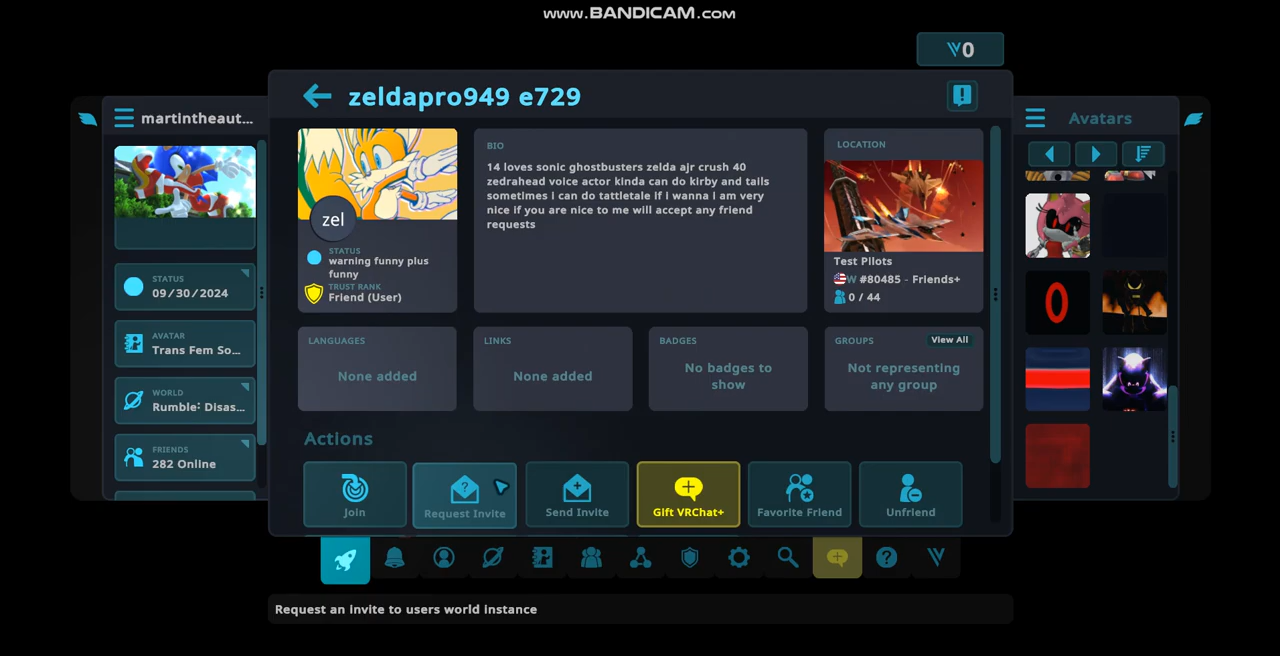 www.BANDICAM.com
0
zeldapro949 e729
martintheaut...
STATUS
09/30/2024
AVATAR
Trans Fem So...
WORLD
Rumble: Disas...
FRIENDS
282 Online
zel
STATUS
warning funny plus
funny
TRUST RANK
Friend (User)
BIO
14 loves sonic ghostbusters zelda ajr crush 40
zedrahead voice actor kinda can do kirby and tails
sometimes i can do tattletale if i wanna i am very
nice if you are nice to me will accept any friend
requests
LOCATION
Test Pilots
W #80485 - Friends+
0 / 44
LANGUAGES
None added
LINKS
None added
BADGES
No badges to
show
GROUPS
View All
Not representing
any group
Actions
Join
Request Invite
Send Invite
Gift VRChat+
Favorite Friend
Unfriend
Avatars
Request an invite to users world instance